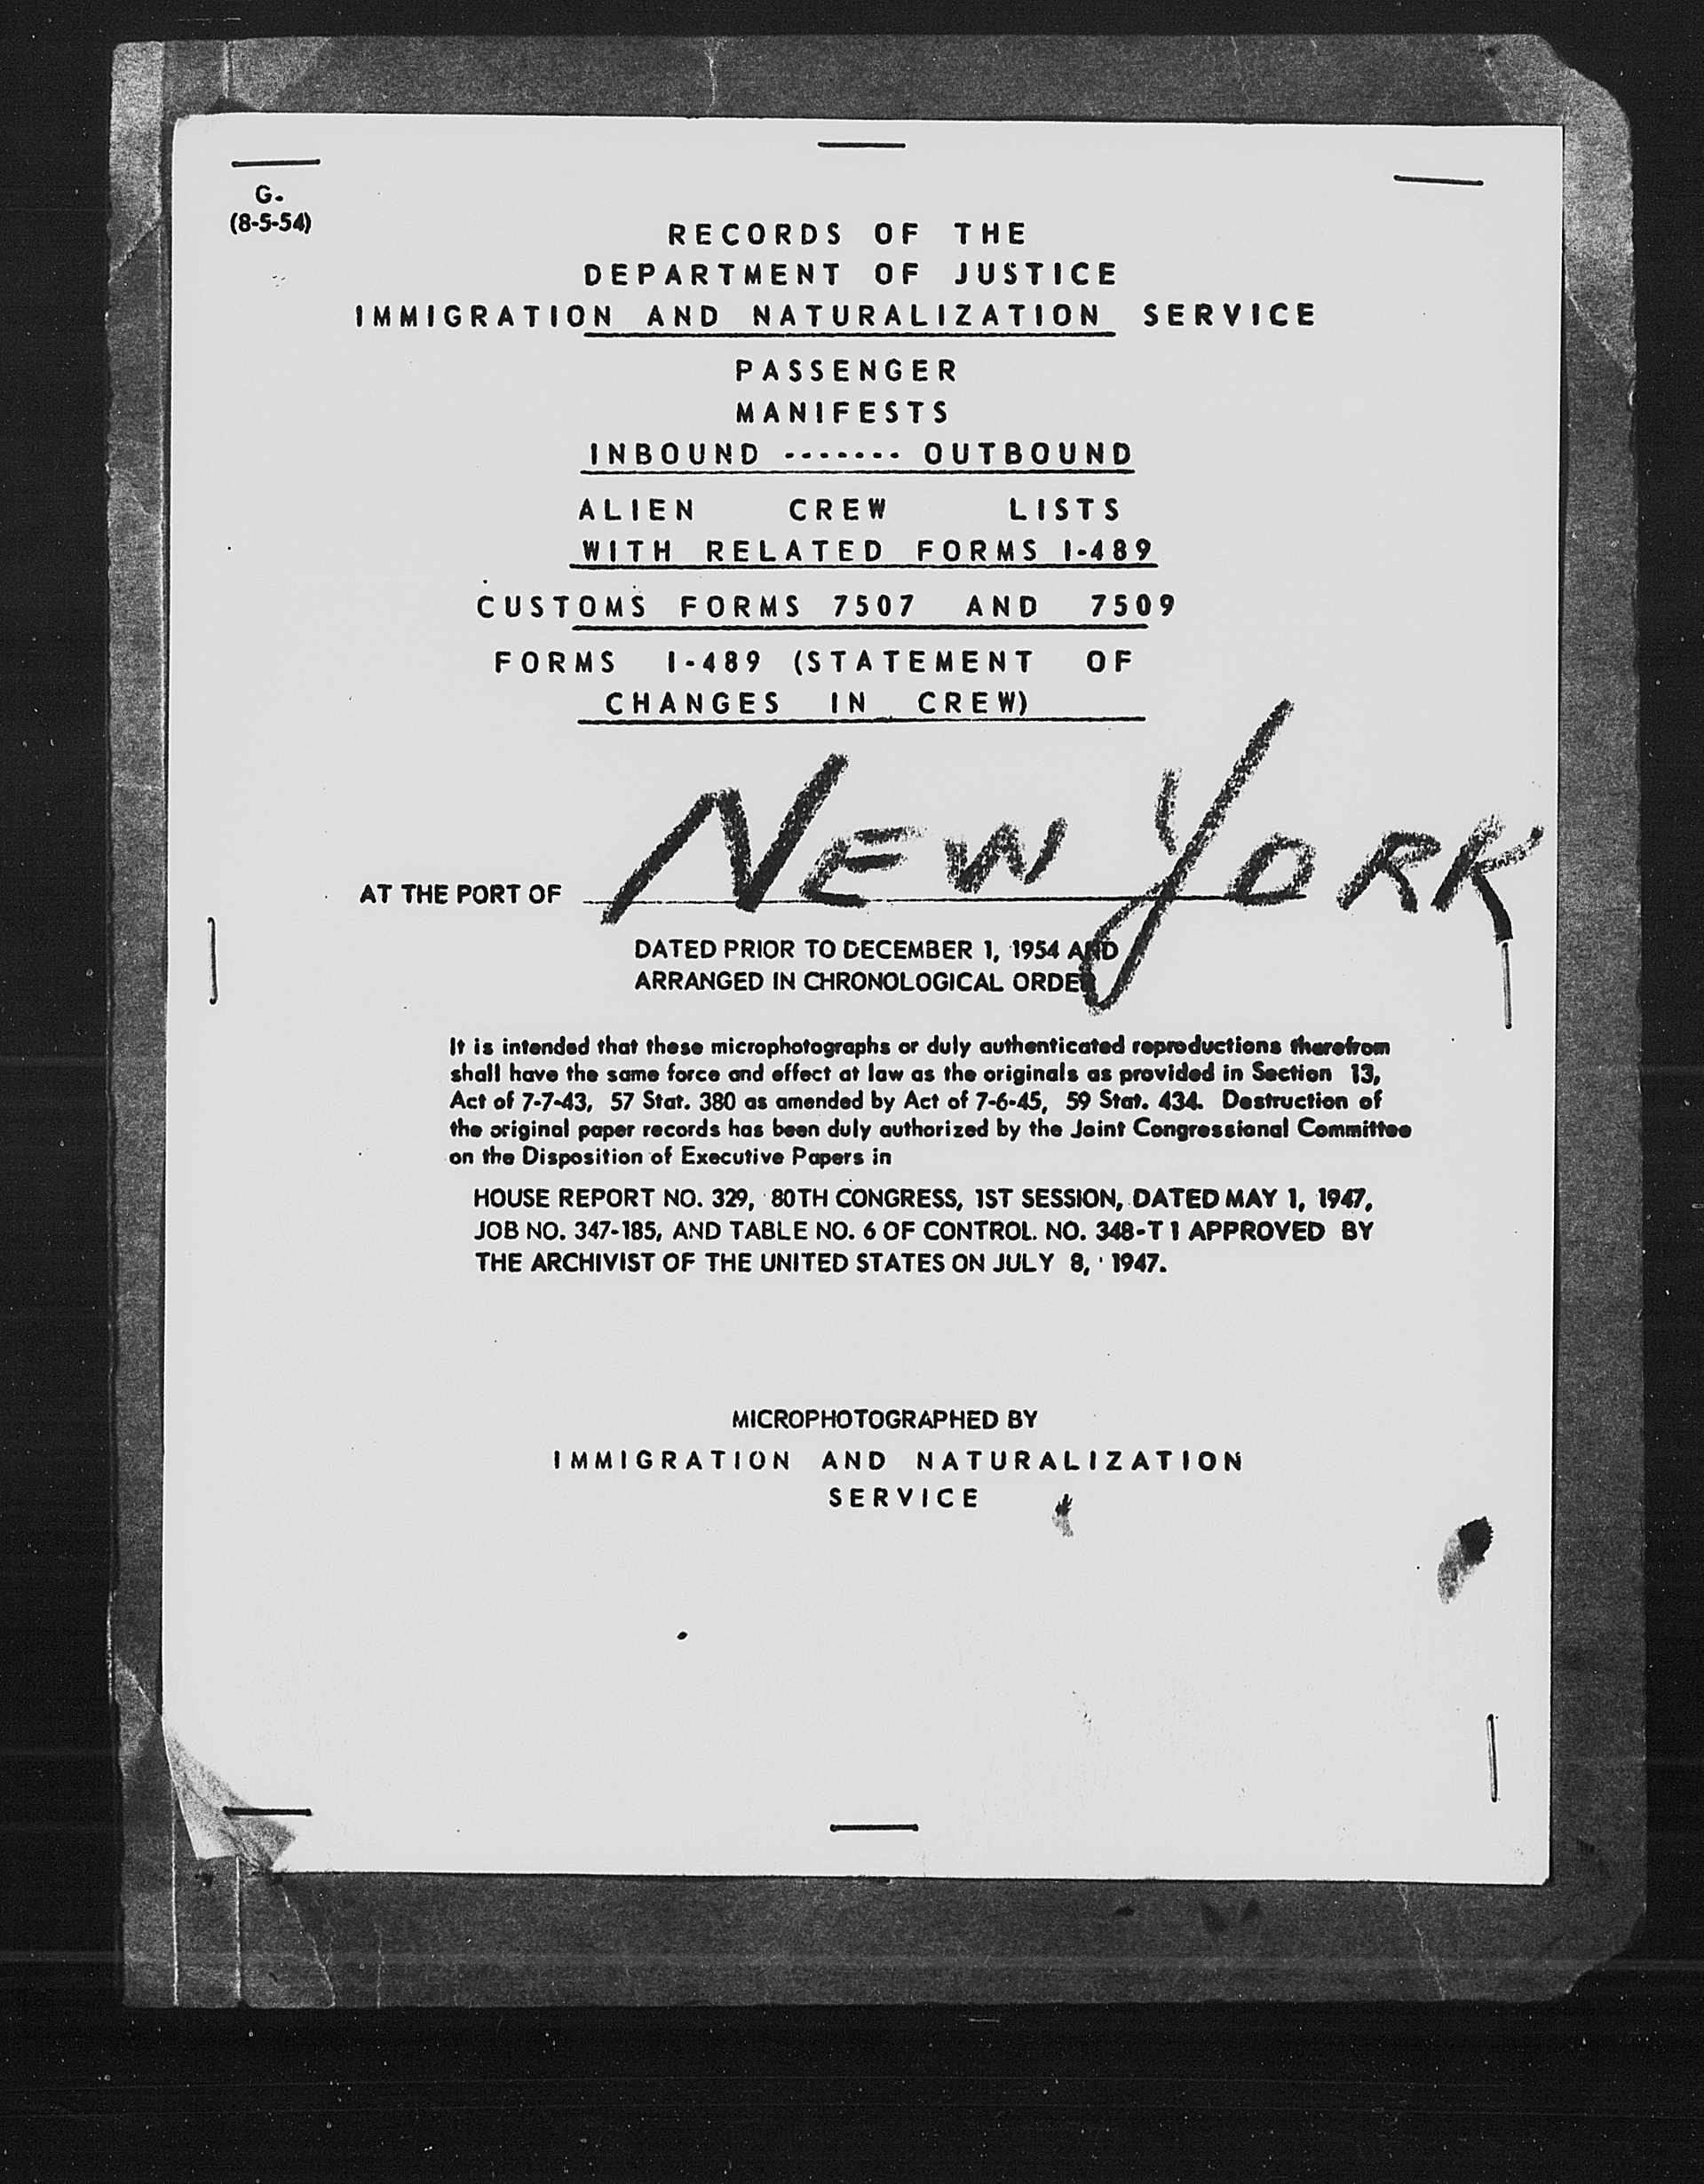 G.
(8-5-54)
RECORDS OF THE
DEPARTMENT OF JUSTICE
IMMIGRATION AND NATURALIZATION SERVICE
PASSENGER
MANIFESTS
INBOUND ------- OUTBOUND
ALIEN CREW LISTS
WITH RELATED FORMS I-489
CUSTOMS FORMS 7507 AND 7509
FORMS I-489 (STATEMENT OF
CHANGES IN CREW)
AT THE PORT OF NEW YORK
DATED PRIOR TO DECEMBER 1, 1954 AND
ARRANGED IN CHRONOLOGICAL ORDER
It is intended that these microphotographs or duly authenticated reproductions therefrom
shall have the same force and effect at law as the originals as provided in Section 13,
Act of 7-7-43, 57 Stat. 380 as amended by Act of 7-6-45, 59 Stat. 434. Destruction of
the original paper records has been duly authorized by the Joint Congressional Committee
on the Disposition of Executive Papers in
HOUSE REPORT NO. 329, 80TH CONGRESS, 1ST SESSION, DATED MAY 1, 1947,
JOB NO. 347-185, AND TABLE NO. 6 OF CONTROL. NO. 348-T 1 APPROVED BY
THE ARCHIVIST OF THE UNITED STATES ON JULY 8, 1947.
MICROPHOTOGRAPHED BY
IMMIGRATION AND NATURALIZATION
SERVICE